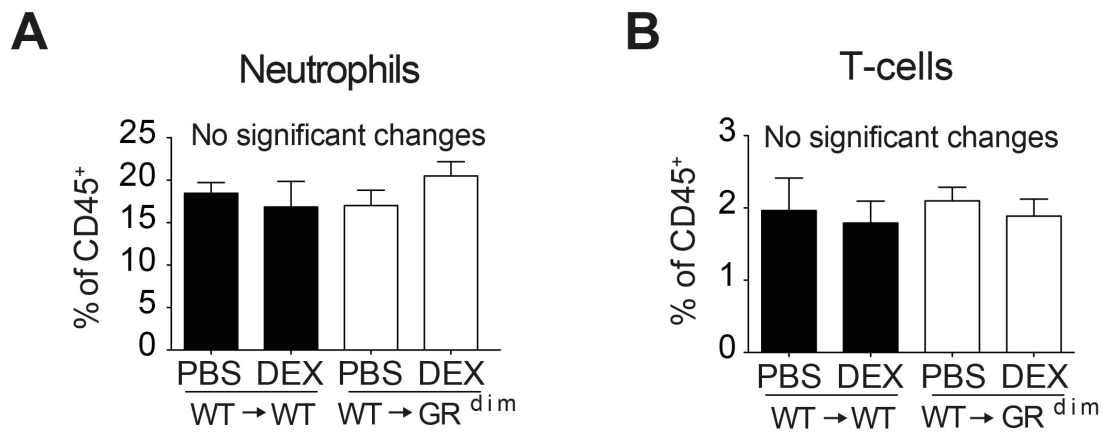 A
Neutrophils
No significant changes
% of CD45⁺
25
20
15
10
5
0
PBS DEX PBS DEX
WT → WT WT → GR dim
B
T-cells
No significant changes
% of CD45⁺
3
2
1
0
PBS DEX PBS DEX
WT → WT WT → GR dim